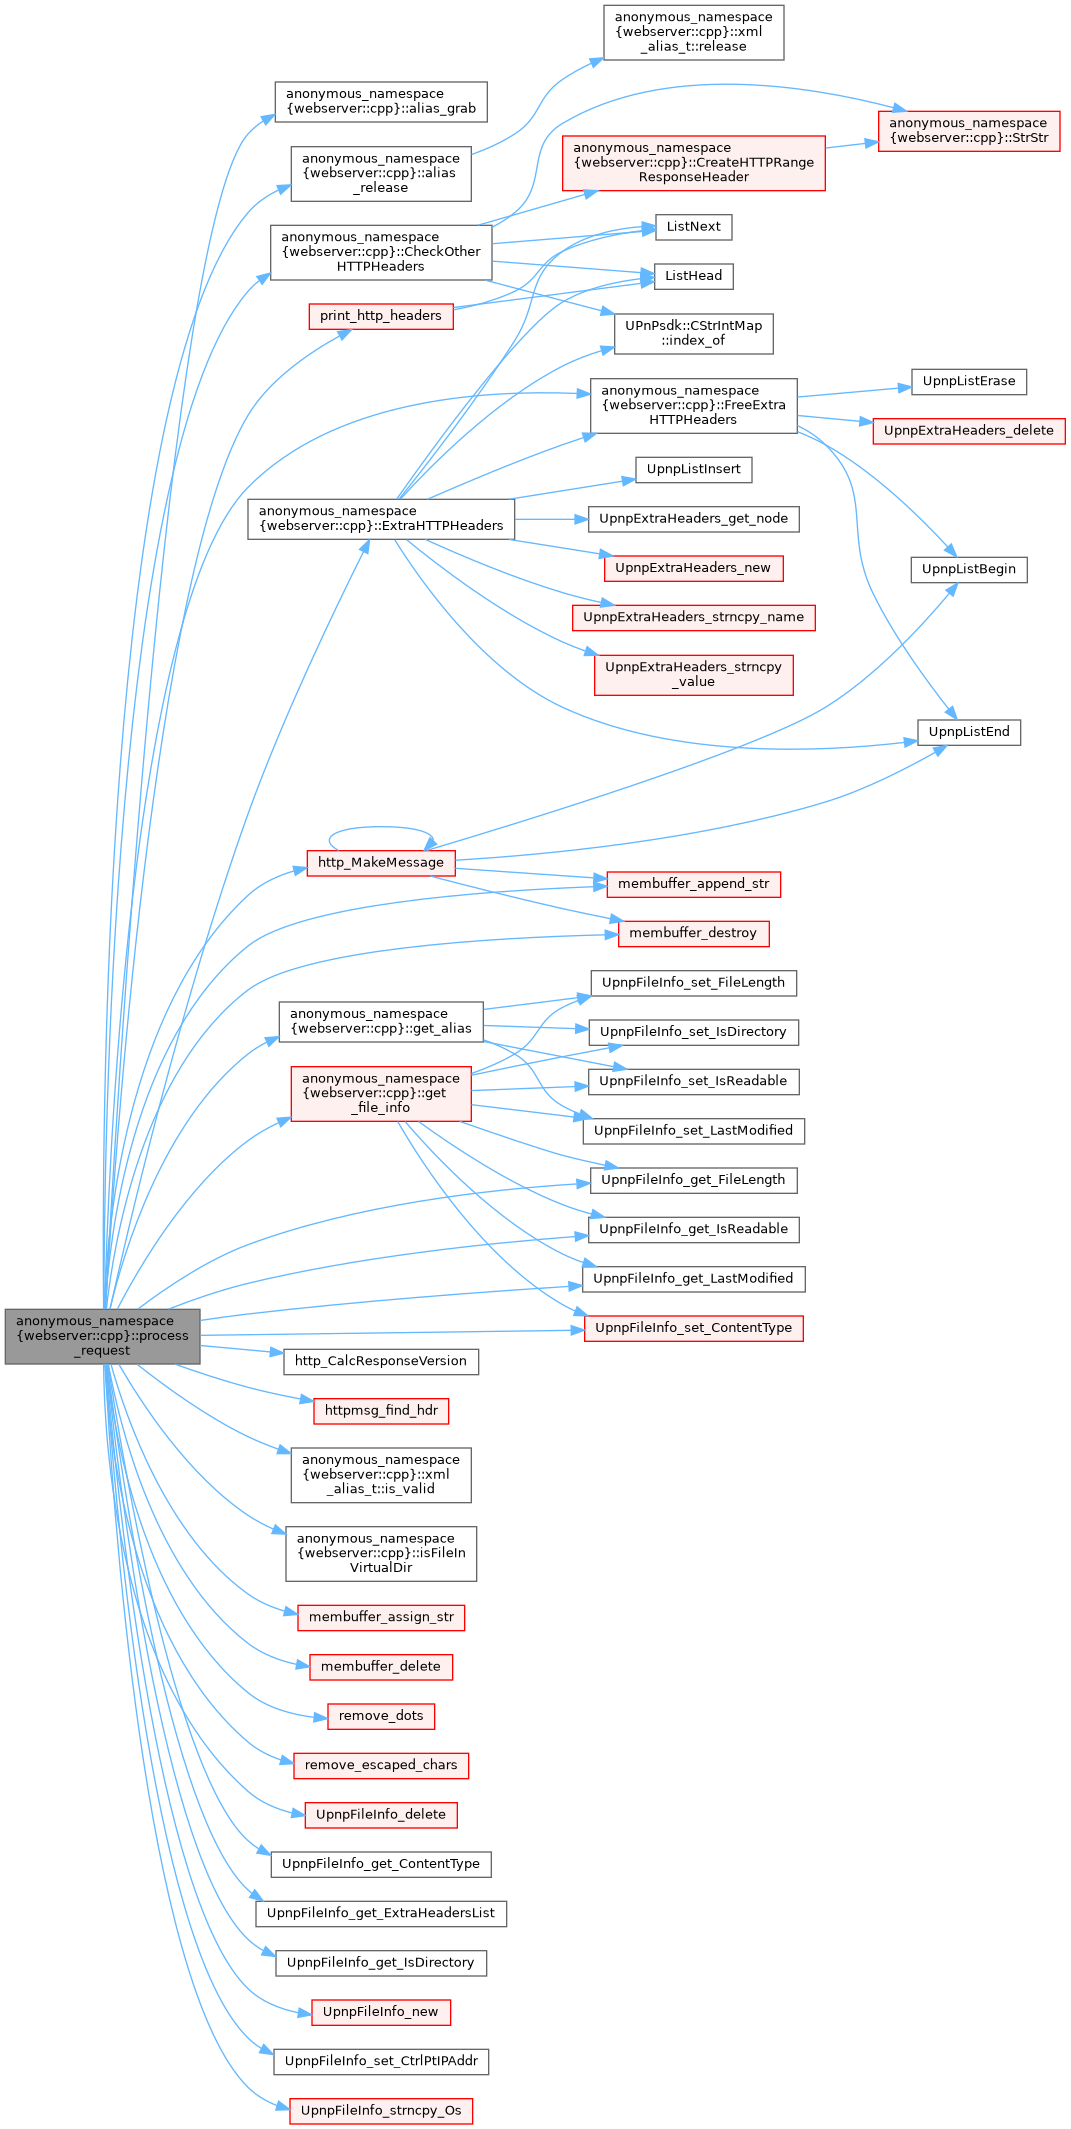 anonymous_namespace
{webserver::cpp}::xml
_alias_t::release
anonymous_namespace
{webserver::cpp}::alias_grab
anonymous_namespace
{webserver::cpp}::StrStr
anonymous_namespace
{webserver::cpp}::CreateHTTPRange
ResponseHeader
anonymous_namespace
{webserver::cpp}::alias
_release
ListNext
anonymous_namespace
{webserver::cpp}::CheckOther
HTTPHeaders
ListHead
print_http_headers
UPnPsdk::CStrIntMap
::index_of
UpnpListErase
anonymous_namespace
{webserver::cpp}::FreeExtra
HTTPHeaders
UpnpExtraHeaders_delete
UpnpListInsert
anonymous_namespace
{webserver::cpp}::ExtraHTTPHeaders
UpnpExtraHeaders_get_node
UpnpExtraHeaders_new
UpnpListBegin
UpnpExtraHeaders_strncpy_name
UpnpExtraHeaders_strncpy
_value
UpnpListEnd
http_MakeMessage
membuffer_append_str
membuffer_destroy
UpnpFileInfo_set_FileLength
anonymous_namespace
{webserver::cpp}::get_alias
UpnpFileInfo_set_IsDirectory
anonymous_namespace
{webserver::cpp}::get
_file_info
UpnpFileInfo_set_IsReadable
UpnpFileInfo_set_LastModified
UpnpFileInfo_get_FileLength
UpnpFileInfo_get_IsReadable
UpnpFileInfo_get_LastModified
anonymous_namespace
{webserver::cpp}::process
_request
UpnpFileInfo_set_ContentType
http_CalcResponseVersion
httpmsg_find_hdr
anonymous_namespace
{webserver::cpp}::xml
_alias_t::is_valid
anonymous_namespace
{webserver::cpp}::isFileIn
VirtualDir
membuffer_assign_str
membuffer_delete
remove_dots
remove_escaped_chars
UpnpFileInfo_delete
UpnpFileInfo_get_ContentType
UpnpFileInfo_get_ExtraHeadersList
UpnpFileInfo_get_IsDirectory
UpnpFileInfo_new
UpnpFileInfo_set_CtrlPtIPAddr
UpnpFileInfo_strncpy_Os